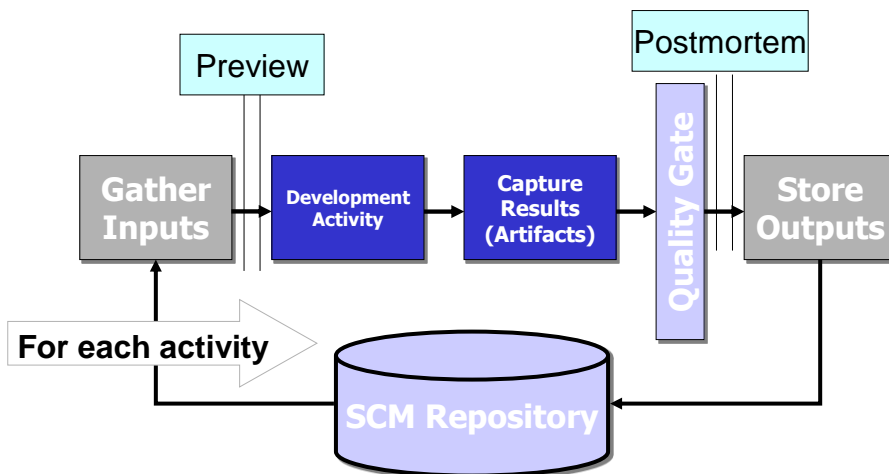 Preview
Postmortem
Gather
Inputs
Development
Activity
Capture
Results
(Artifacts)
Quality Gate
Store
Outputs
For each activity
SCM Repository